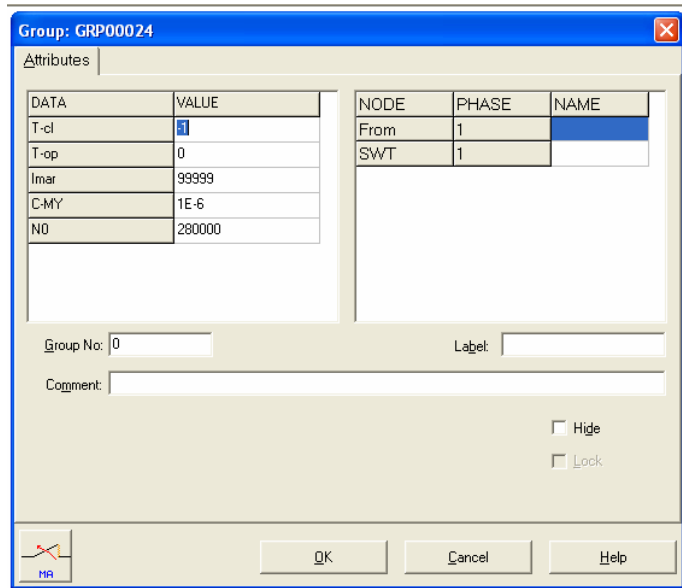 Group: GRP00024
Attributes
DATA VALUE
T-cl -1
T-op 0
Imar 99999
C-MY 1E-6
N0 280000
NODE PHASE NAME
From 1
SWT 1
Group No: 0
Label:
Comment:
Hide
Lock
MA
OK
Cancel
Help